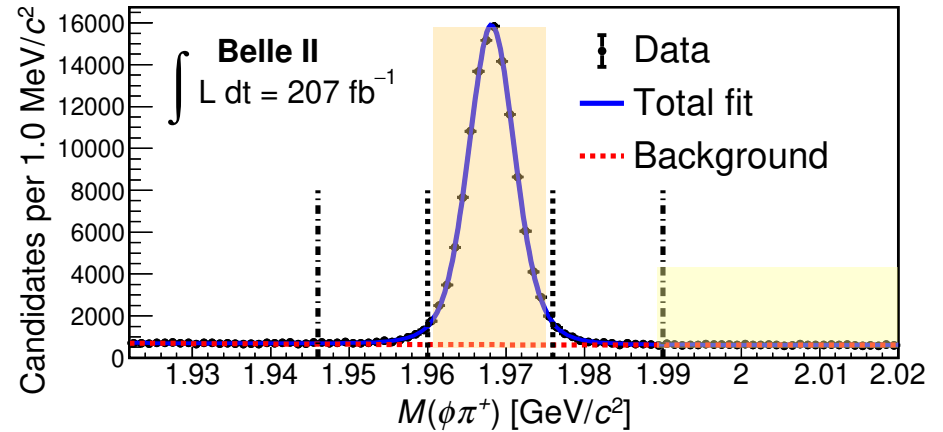 Candidates per 1.0 MeV/c²
16000
14000
12000
10000
8000
6000
4000
2000
0
Belle II
∫ L dt = 207 fb⁻¹
Data
Total fit
Background
1.93 1.94 1.95 1.96 1.97 1.98 1.99 2 2.01 2.02
M(ϕπ⁺) [GeV/c²]